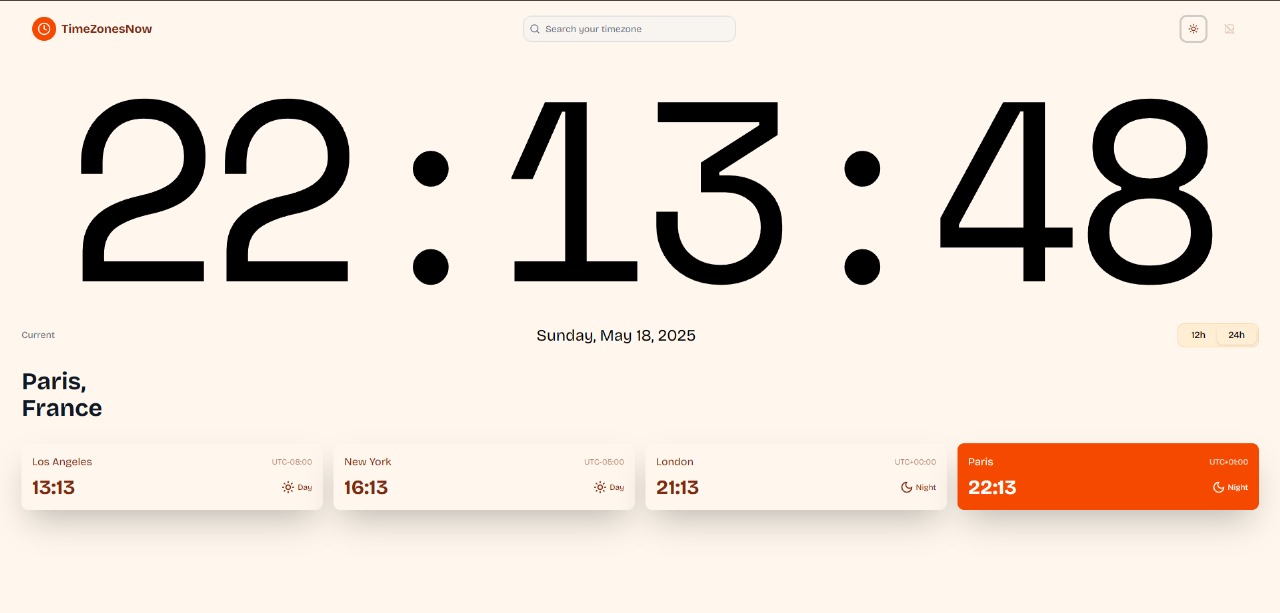 TimeZonesNow
Search your timezone
22:13:48
Current
Sunday, May 18, 2025
12h 24h
Paris,
France
Los Angeles UTC-08:00
13:13 Day
New York UTC-05:00
16:13 Day
London UTC+00:00
21:13 Night
Paris UTC+01:00
22:13 Night